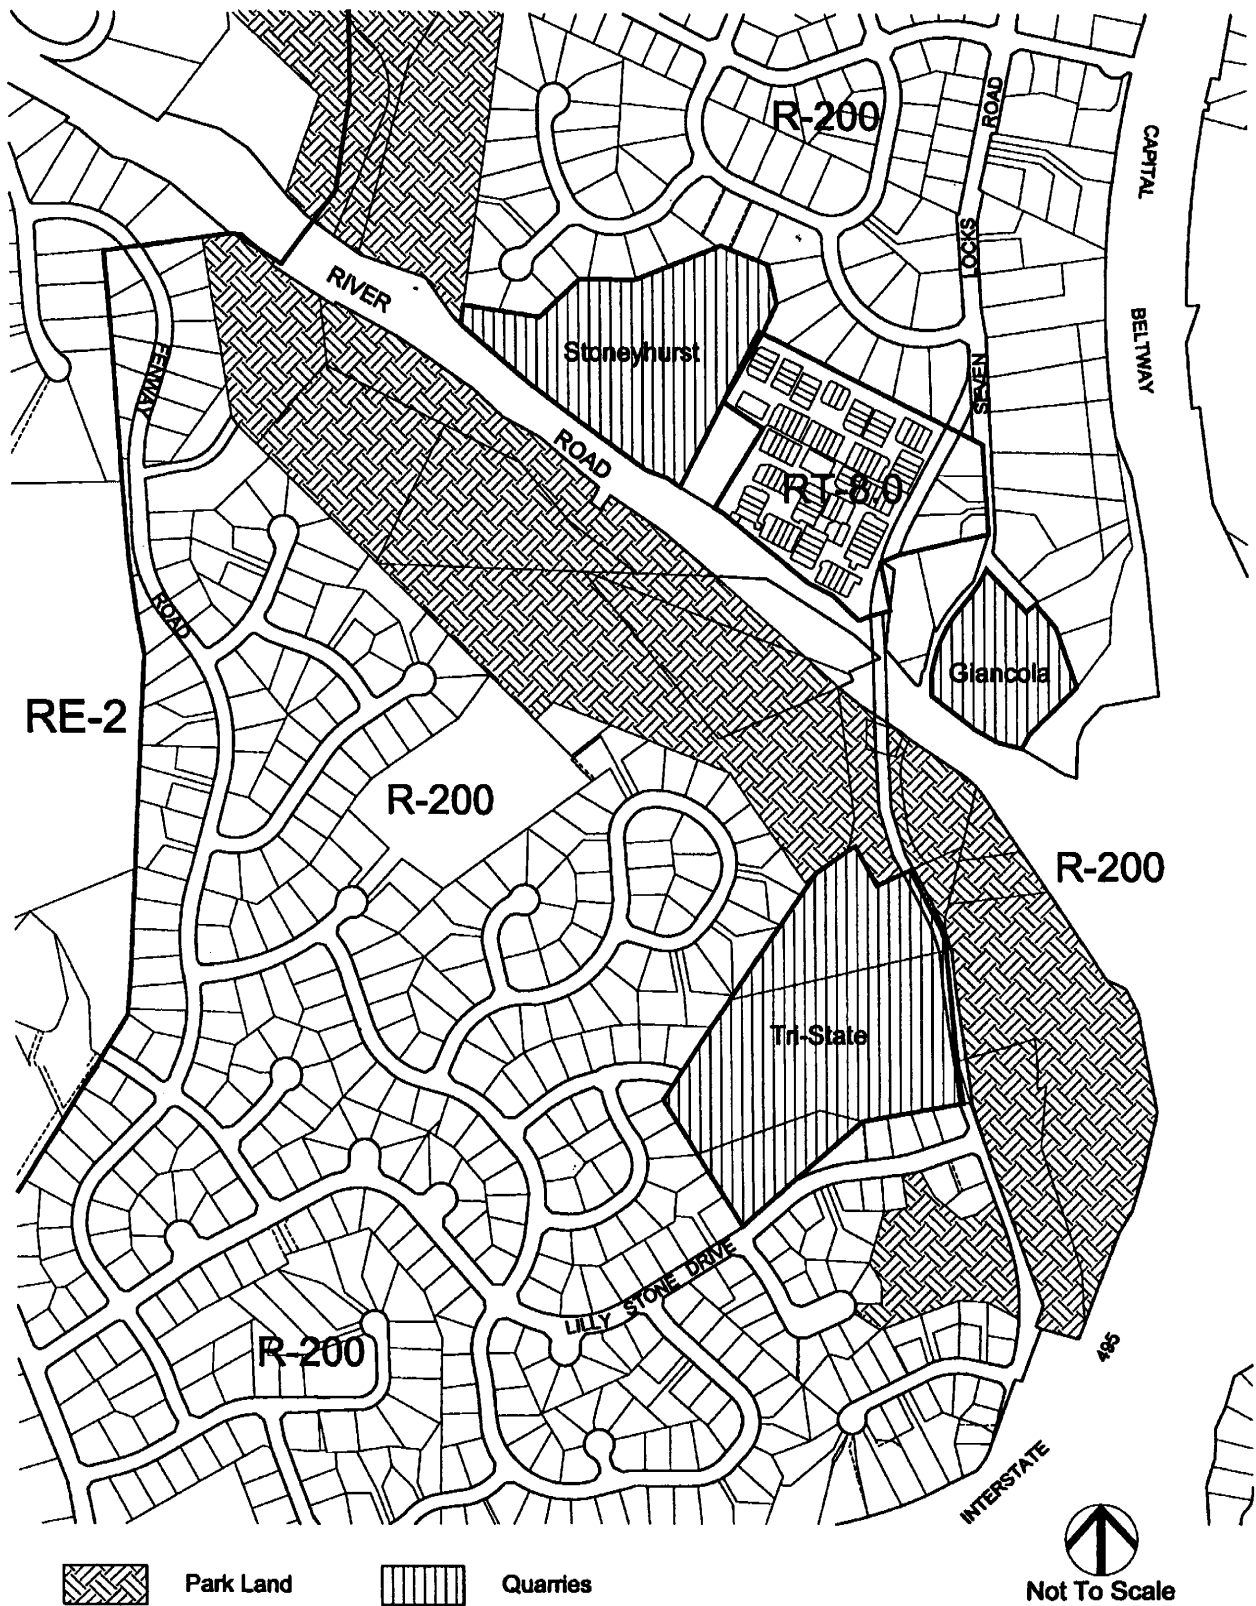 R-200
ROAD
CAPITAL
LOCKS
RIVER
BELTWAY
Stoneyhurst
FENWAY
SEVEN
ROAD
RT-8.0
ROAD
Giancola
RE-2
R-200
R-200
Tri-State
LILLY STONE DRIVE
R-200
495
INTERSTATE
Park Land
Quarries
Not To Scale